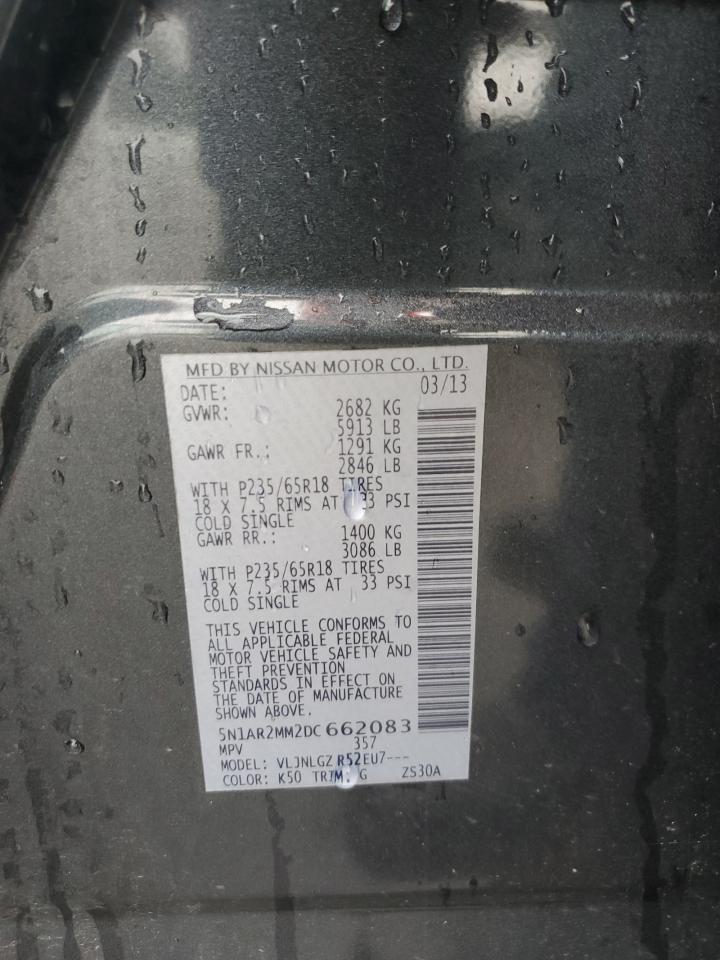 MFD BY NISSAN MOTOR CO., LTD.
DATE: 03/13
GVWR: 2682 KG
5913 LB
GAWR FR.: 1291 KG
2846 LB
WITH P235/65R18 TIRES
18 X 7.5 RIMS AT 33 PSI
COLD SINGLE
GAWR RR.: 1400 KG
3086 LB
WITH P235/65R18 TIRES
18 X 7.5 RIMS AT 33 PSI
COLD SINGLE
THIS VEHICLE CONFORMS TO
ALL APPLICABLE FEDERAL
MOTOR VEHICLE SAFETY AND
THEFT PREVENTION
STANDARDS IN EFFECT ON
THE DATE OF MANUFACTURE
SHOWN ABOVE.
5N1AR2MM2DC 662083
MPV 357
MODEL: VLJNLGZ R52EU7---
COLOR: K50 TRIM: G ZS30A